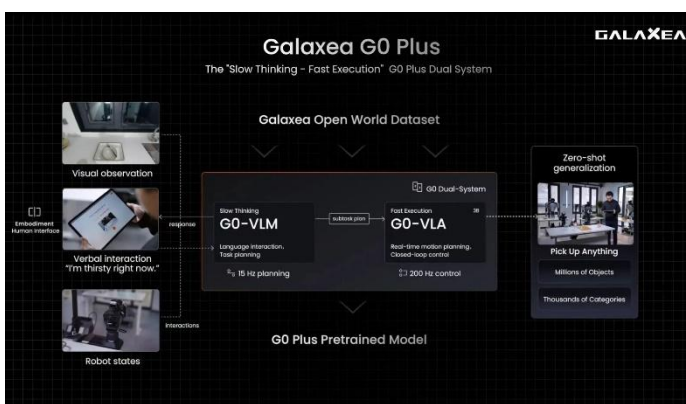 GALAXEA
Galaxea G0 Plus
The "Slow Thinking - Fast Execution" G0 Plus Dual System
Galaxea Open World Dataset
Visual observation
Embodiment
Human Interface
Verbal interaction
"I'm thirsty right now."
Robot states
response
interactions
G0 Dual-System
Slow Thinking
G0-VLM
Language interaction,
Task planning
15 Hz planning
subtask plan
Fast Execution
3B
G0-VLA
Real-time motion planning,
Closed-loop control
200 Hz control
G0 Plus Pretrained Model
Zero-shot
generalization
Pick Up Anything
Millions of Objects
Thousands of Categories